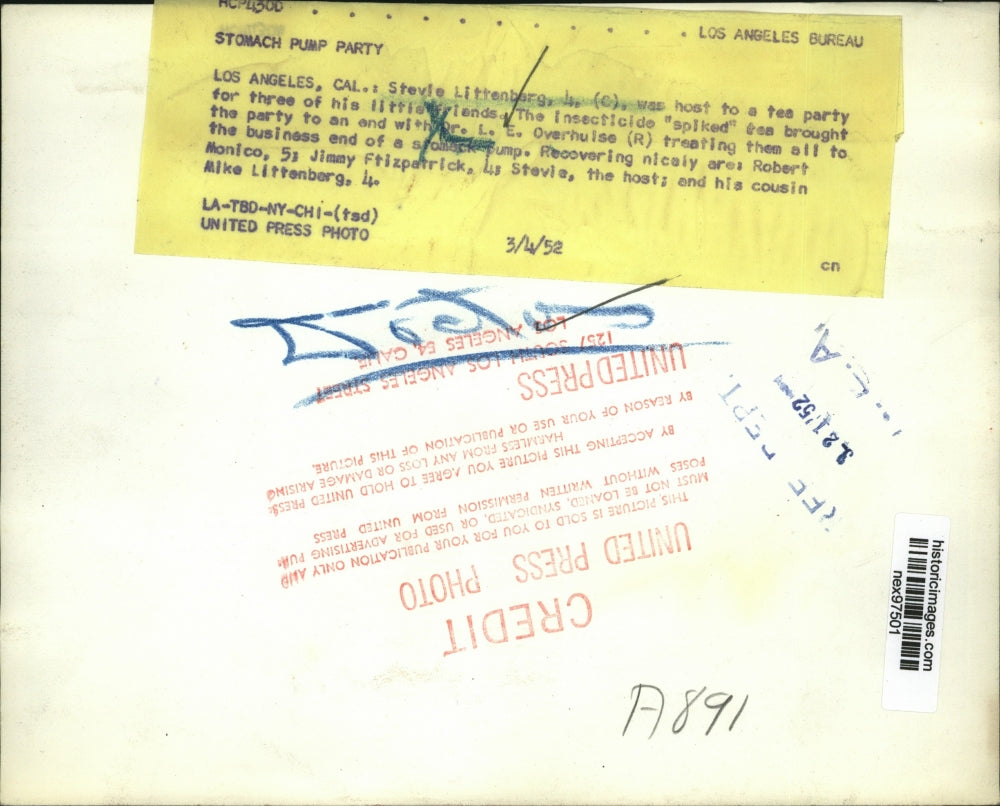 HCP430D . . . . . . . . . . . LOS ANGELES BUREAU
STOMACH PUMP PARTY
LOS ANGELES, CAL.: Stevie Littenberg, 4, (C), was host to a tea party
for three of his little friends. The insecticide "spiked" tea brought
the party to an end with Dr. L. E. Overhulse (R) treating them all to
the business end of a stomach pump. Recovering nicely are: Robert
Monico, 5; Jimmy Ftizpatrick, 4; Stevie, the host; and his cousin
Mike Littenberg, 4.
LA-TBD-NY-CHI-(tsd)
UNITED PRESS PHOTO
3/4/52
cn
CREDIT
UNITED PRESS PHOTO
THIS PICTURE IS SOLD TO YOU FOR YOUR PUBLICATION ONLY AND
MUST NOT BE LOANED, SYNDICATED, OR USED FOR ADVERTISING PUR-
POSES WITHOUT WRITTEN PERMISSION FROM UNITED PRESS
BY ACCEPTING THIS PICTURE YOU AGREE TO HOLD UNITED PRESS
HARMLESS FROM ANY LOSS OR DAMAGE ARISING
BY REASON OF YOUR USE OR PUBLICATION OF THIS PICTURE.
UNITED PRESS
1257 SOUTH LOS ANGELES STREET
LOS ANGELES 54, CALIF
DEPT.
historicimages.com
nex97501
A891